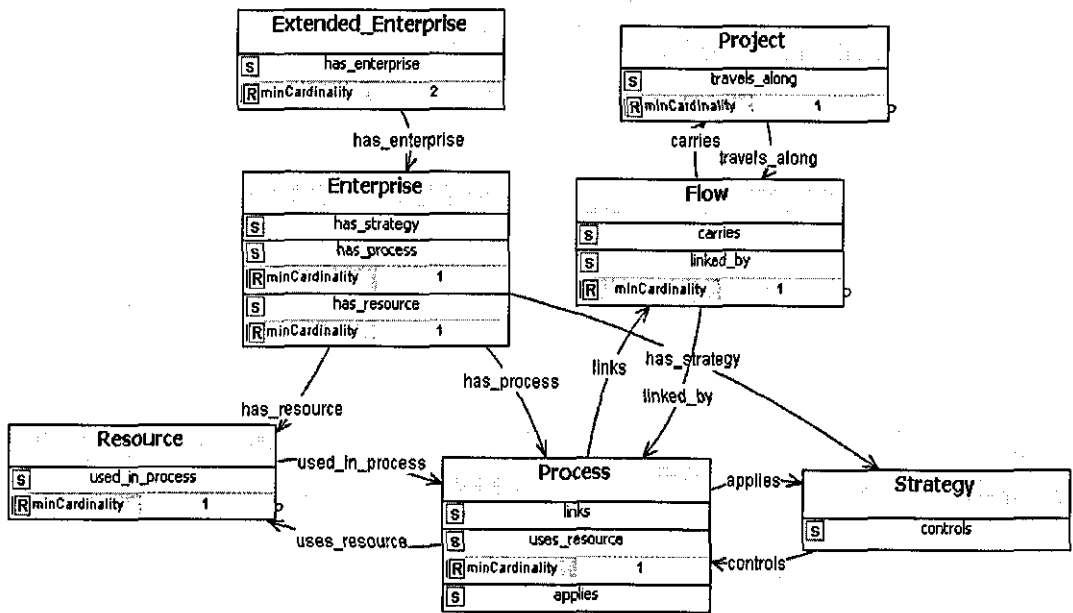 Extended_Enterprise
S has_enterprise
R minCardinality 2
has_enterprise
Project
S travels_along
R minCardinality 1
carries
travels_along
Enterprise
S has_strategy
S has_process
R minCardinality 1
S has_resource
R minCardinality 1
Flow
S carries
S linked_by
R minCardinality 1
has_resource
has_process
links
has_strategy
linked_by
Resource
S used_in_process
R minCardinality 1
used_in_process
uses_resource
Process
S links
S uses_resource
R minCardinality 1
S applies
applies
controls
Strategy
S controls